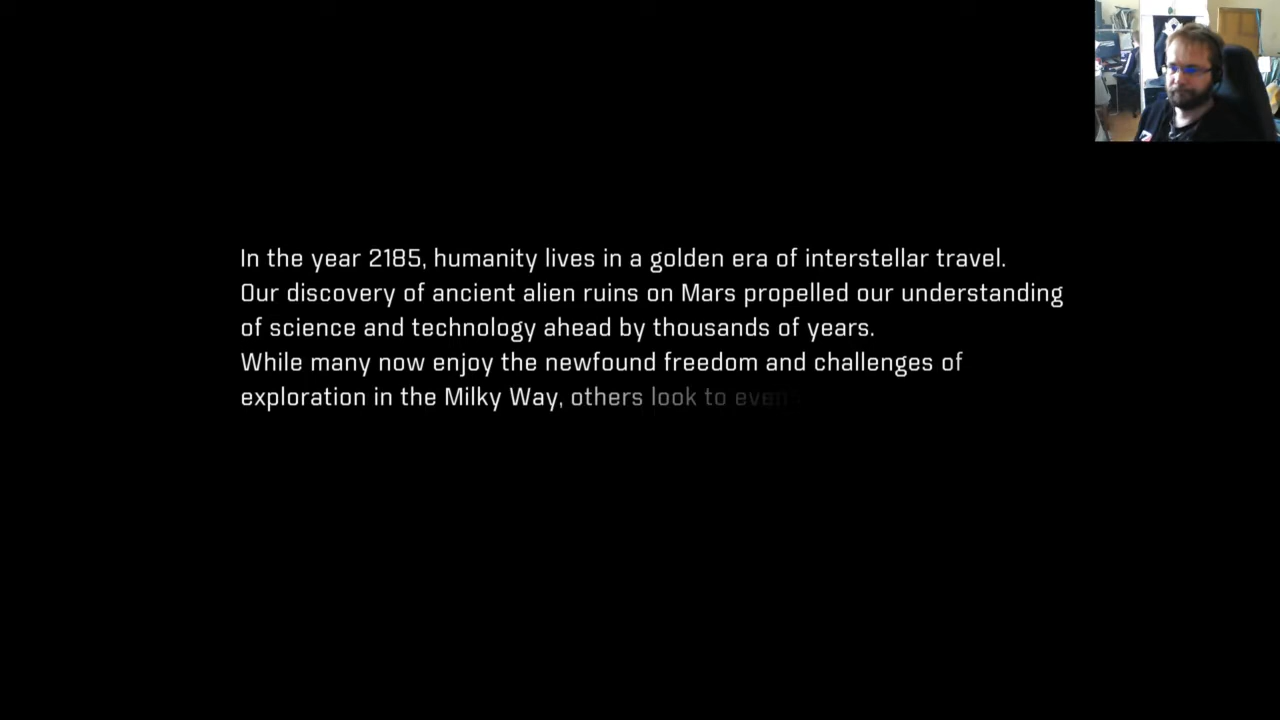 In the year 2185, humanity lives in a golden era of interstellar travel.
Our discovery of ancient alien ruins on Mars propelled our understanding
of science and technology ahead by thousands of years.
While many now enjoy the newfound freedom and challenges of
exploration in the Milky Way, others look to even